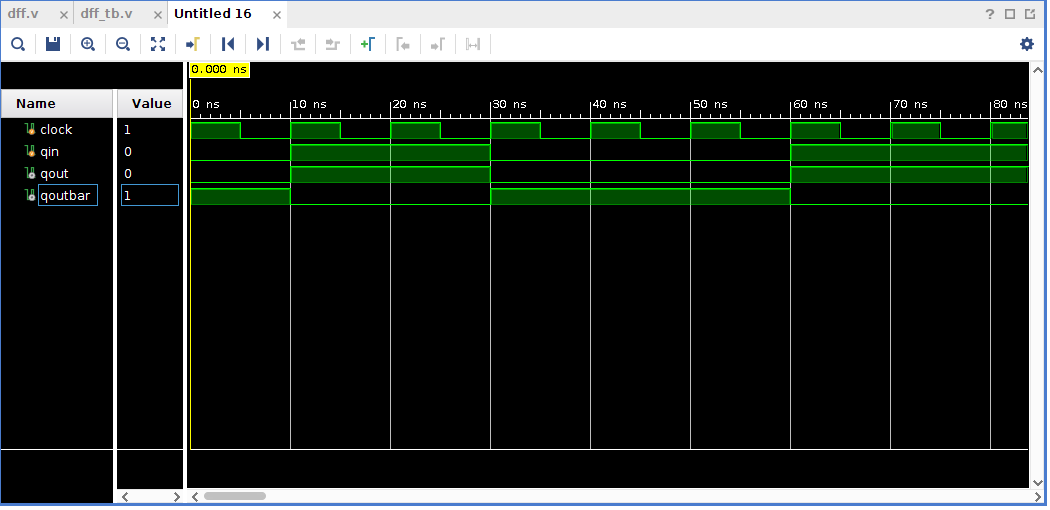 dff.v × dff_tb.v × Untitled 16 ×
?
0.000 ns
Name Value
0 ns 10 ns 20 ns 30 ns 40 ns 50 ns 60 ns 70 ns 80 ns
clock 1
qin 0
qout 0
qoutbar 1